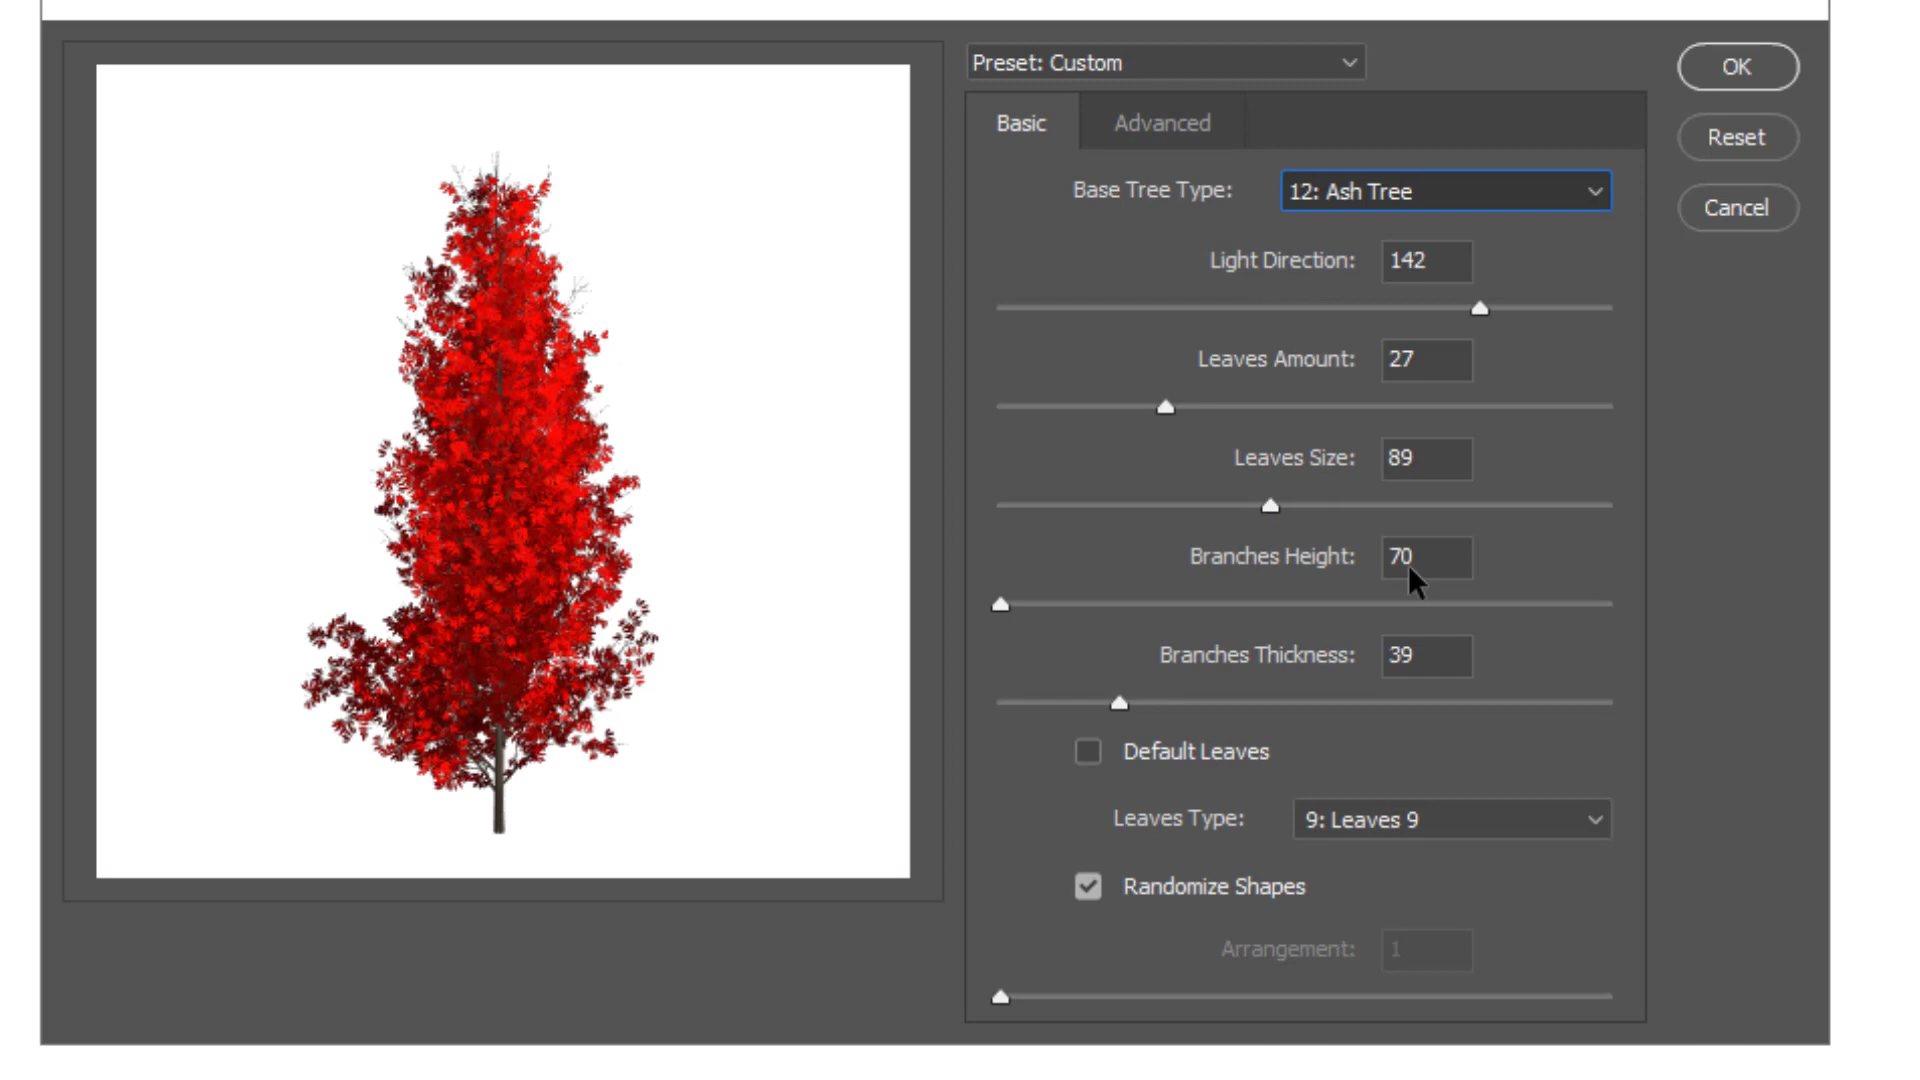 Preset: Custom
OK
Basic
Advanced
Reset
Base Tree Type:
12: Ash Tree
Cancel
Light Direction:
142
Leaves Amount:
27
Leaves Size:
89
Branches Height:
70
Branches Thickness:
39
Default Leaves
Leaves Type:
9: Leaves 9
Randomize Shapes
Arrangement:
1